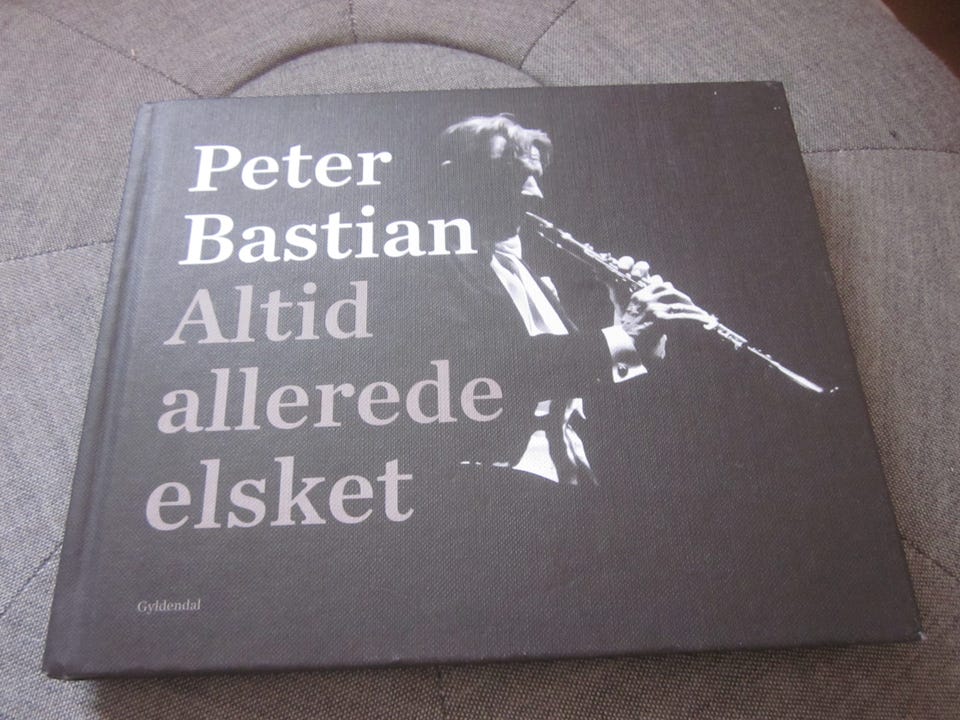 Peter
Bastian
Altid
allerede
elsket
Gyldendal